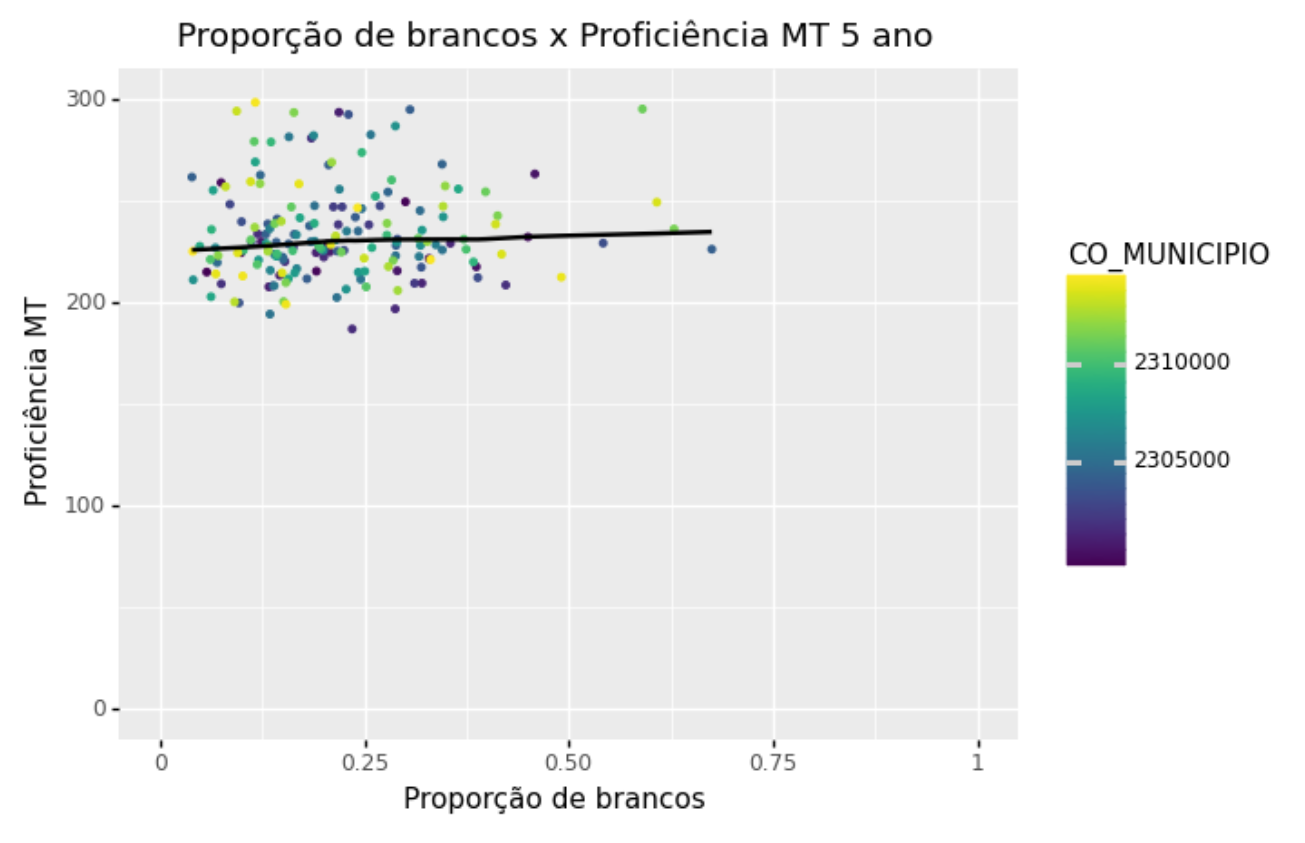 Proporção de brancos x Proficiência MT 5 ano
300
200
100
0
Proficiência MT
0
0.25
0.50
0.75
1
Proporção de brancos
CO_MUNICIPIO
2310000
2305000